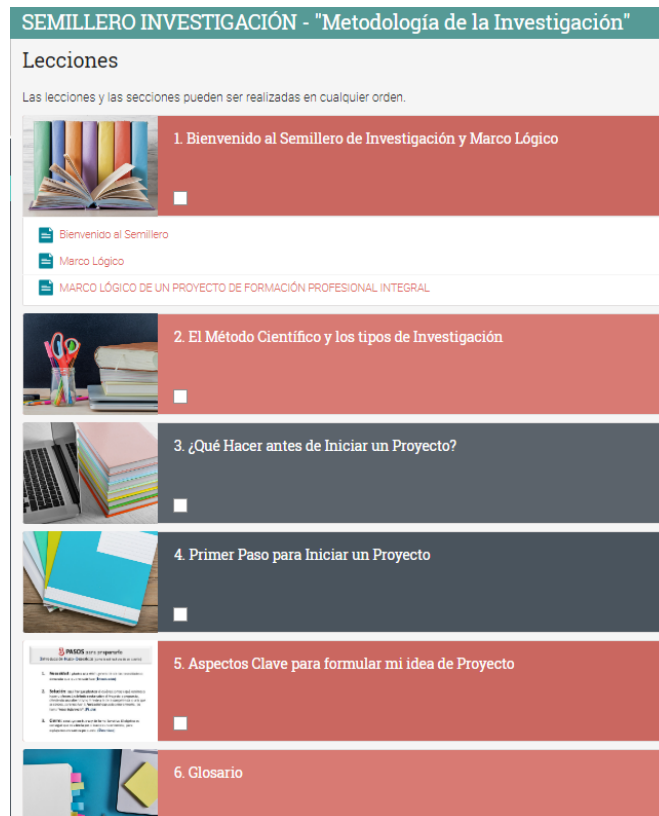 SEMILLERO INVESTIGACIÓN - "Metodología de la Investigación"
Lecciones
Las lecciones y las secciones pueden ser realizadas en cualquier orden.
1. Bienvenido al Semillero de Investigación y Marco Lógico
Bienvenido al Semillero
Marco Lógico
MARCO LÓGICO DE UN PROYECTO DE FORMACIÓN PROFESIONAL INTEGRAL
2. El Método Científico y los tipos de Investigación
3. ¿Qué Hacer antes de Iniciar un Proyecto?
4. Primer Paso para Iniciar un Proyecto
PASOS
5. Aspectos Clave para formular mi idea de Proyecto
6. Glosario